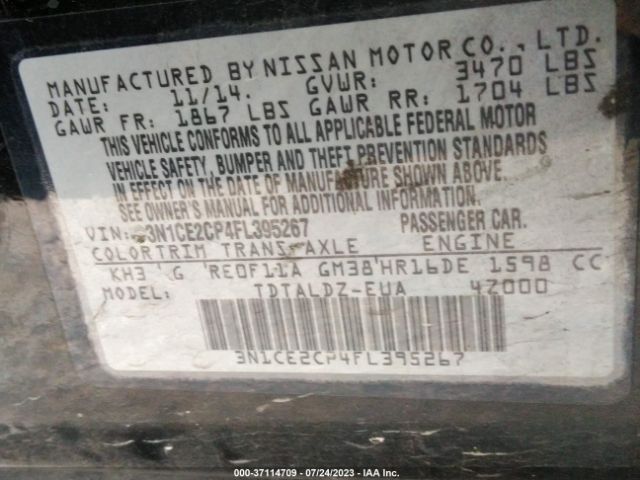 MANUFACTURED BY NISSAN MOTOR CO., LTD.
DATE: 11/14. GVWR: 3470 LBS
GAWR FR: 1867 LBS GAWR RR: 1704 LBS
THIS VEHICLE CONFORMS TO ALL APPLICABLE FEDERAL MOTOR
VEHICLE SAFETY, BUMPER AND THEFT PREVENTION STANDARDS
IN EFFECT ON THE DATE OF MANUFACTURE SHOWN ABOVE.
SEE OWNER'S MANUAL FOR ADDITIONAL INFORMATION.
VIN: 3N1CE2CP4FL395267 PASSENGER CAR.
COLOR TRIM TRANS AXLE ENGINE
KH3 G RE0F11A GM38 HR16DE 1598 CC
MODEL: TDTALDZ-EUA 4Z000
3N1CE2CP4FL395267
000-37114709 - 07/24/2023 - IAA Inc.